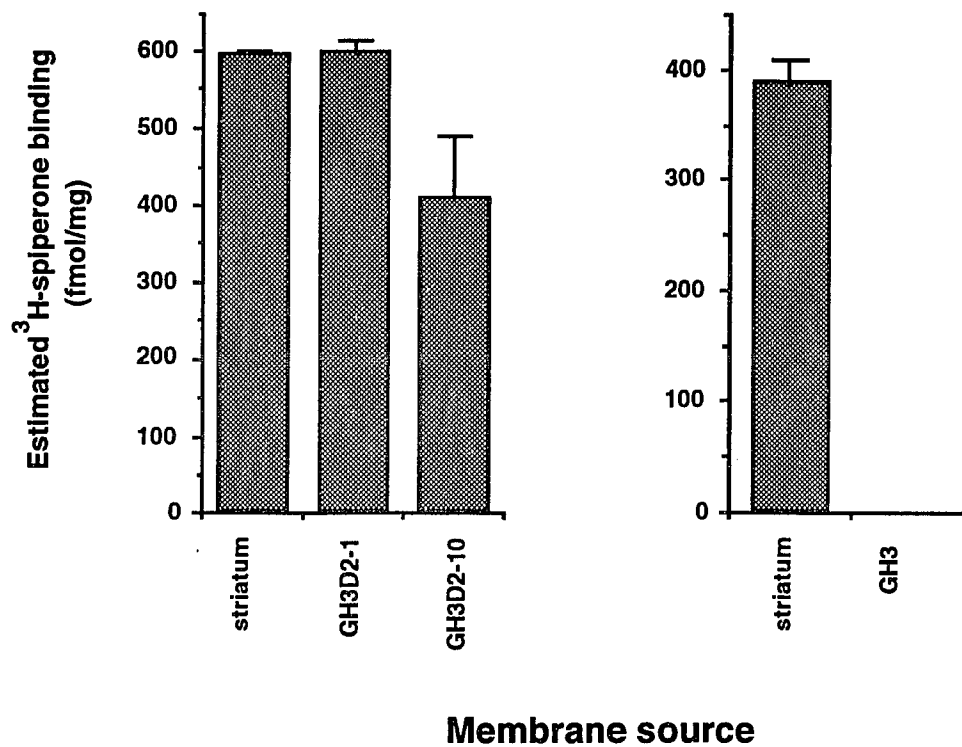 Estimated ³H-spiperone binding
(fmol/mg)
600
500
400
300
200
100
0
striatum
GH3D2-1
GH3D2-10
400
300
200
100
0
striatum
GH3
Membrane source